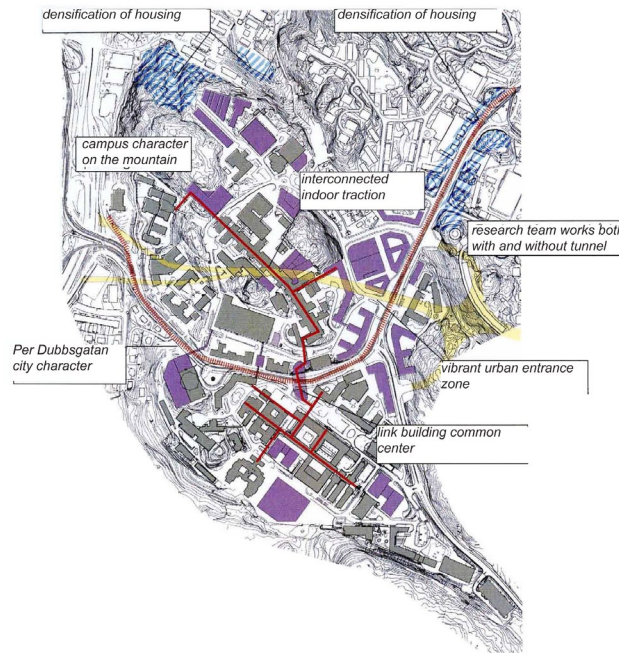 densification of housing
densification of housing
campus character
on the mountain
interconnected
indoor traction
research team works both
with and without tunnel
Per Dubbsgatan
city character
vibrant urban entrance
zone
link building common
center